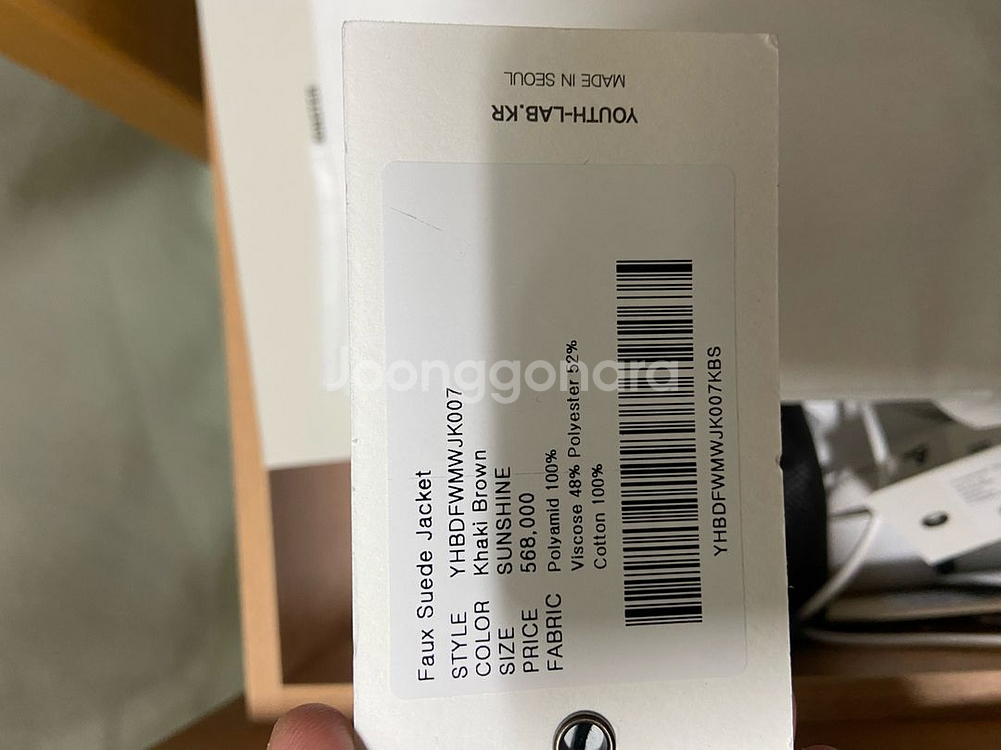 MADE IN SEOUL
YOUTH-LAB.KR
Faux Suede Jacket
STYLE YHBDFWMWJK007
COLOR Khaki Brown
SIZE SUNSHINE
PRICE 568,000
FABRIC Polyamid 100%
Viscose 48% Polyester 52%
Cotton 100%
YHBDFWMWJK007KBS
Joonggonara